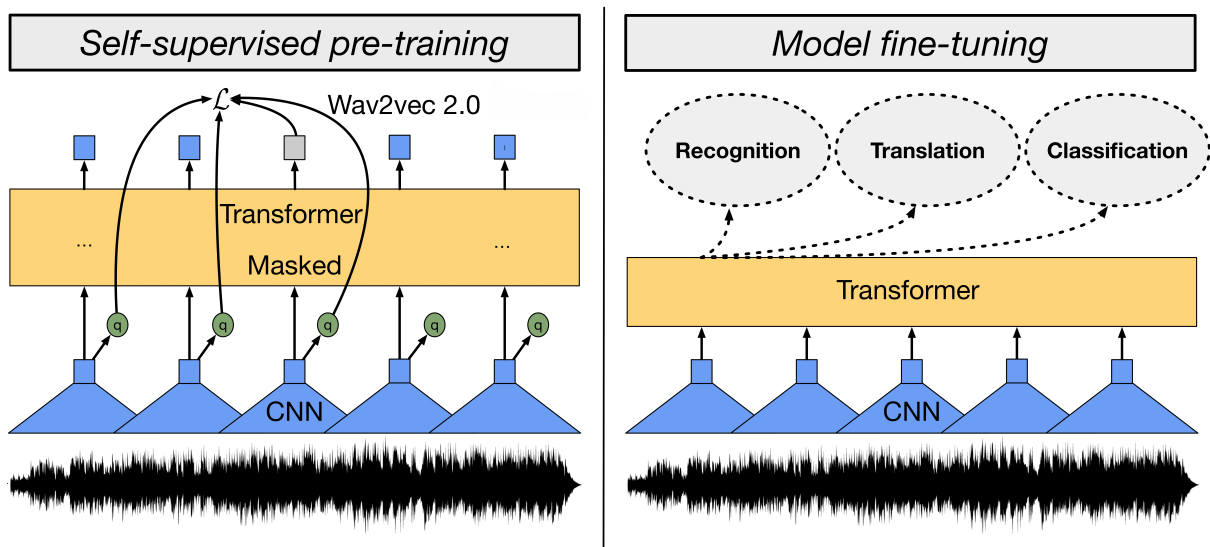 Self-supervised pre-training
ℒ
Wav2vec 2.0
Transformer
...
...
Masked
q
q
q
q
q
CNN
Model fine-tuning
Recognition
Translation
Classification
Transformer
CNN